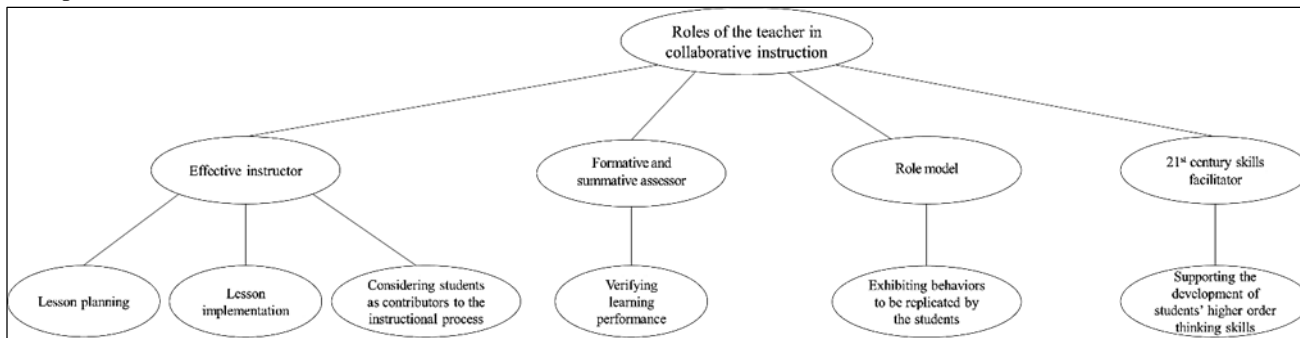 Roles of the teacher in
collaborative instruction
Effective instructor
Formative and
summative assessor
Role model
21st century skills
facilitator
Lesson planning
Lesson
implementation
Considering students
as contributors to the
instructional process
Verifying
learning
performance
Exhibiting behaviors
to be replicated by
the students
Supporting the
development of
students' higher order
thinking skills